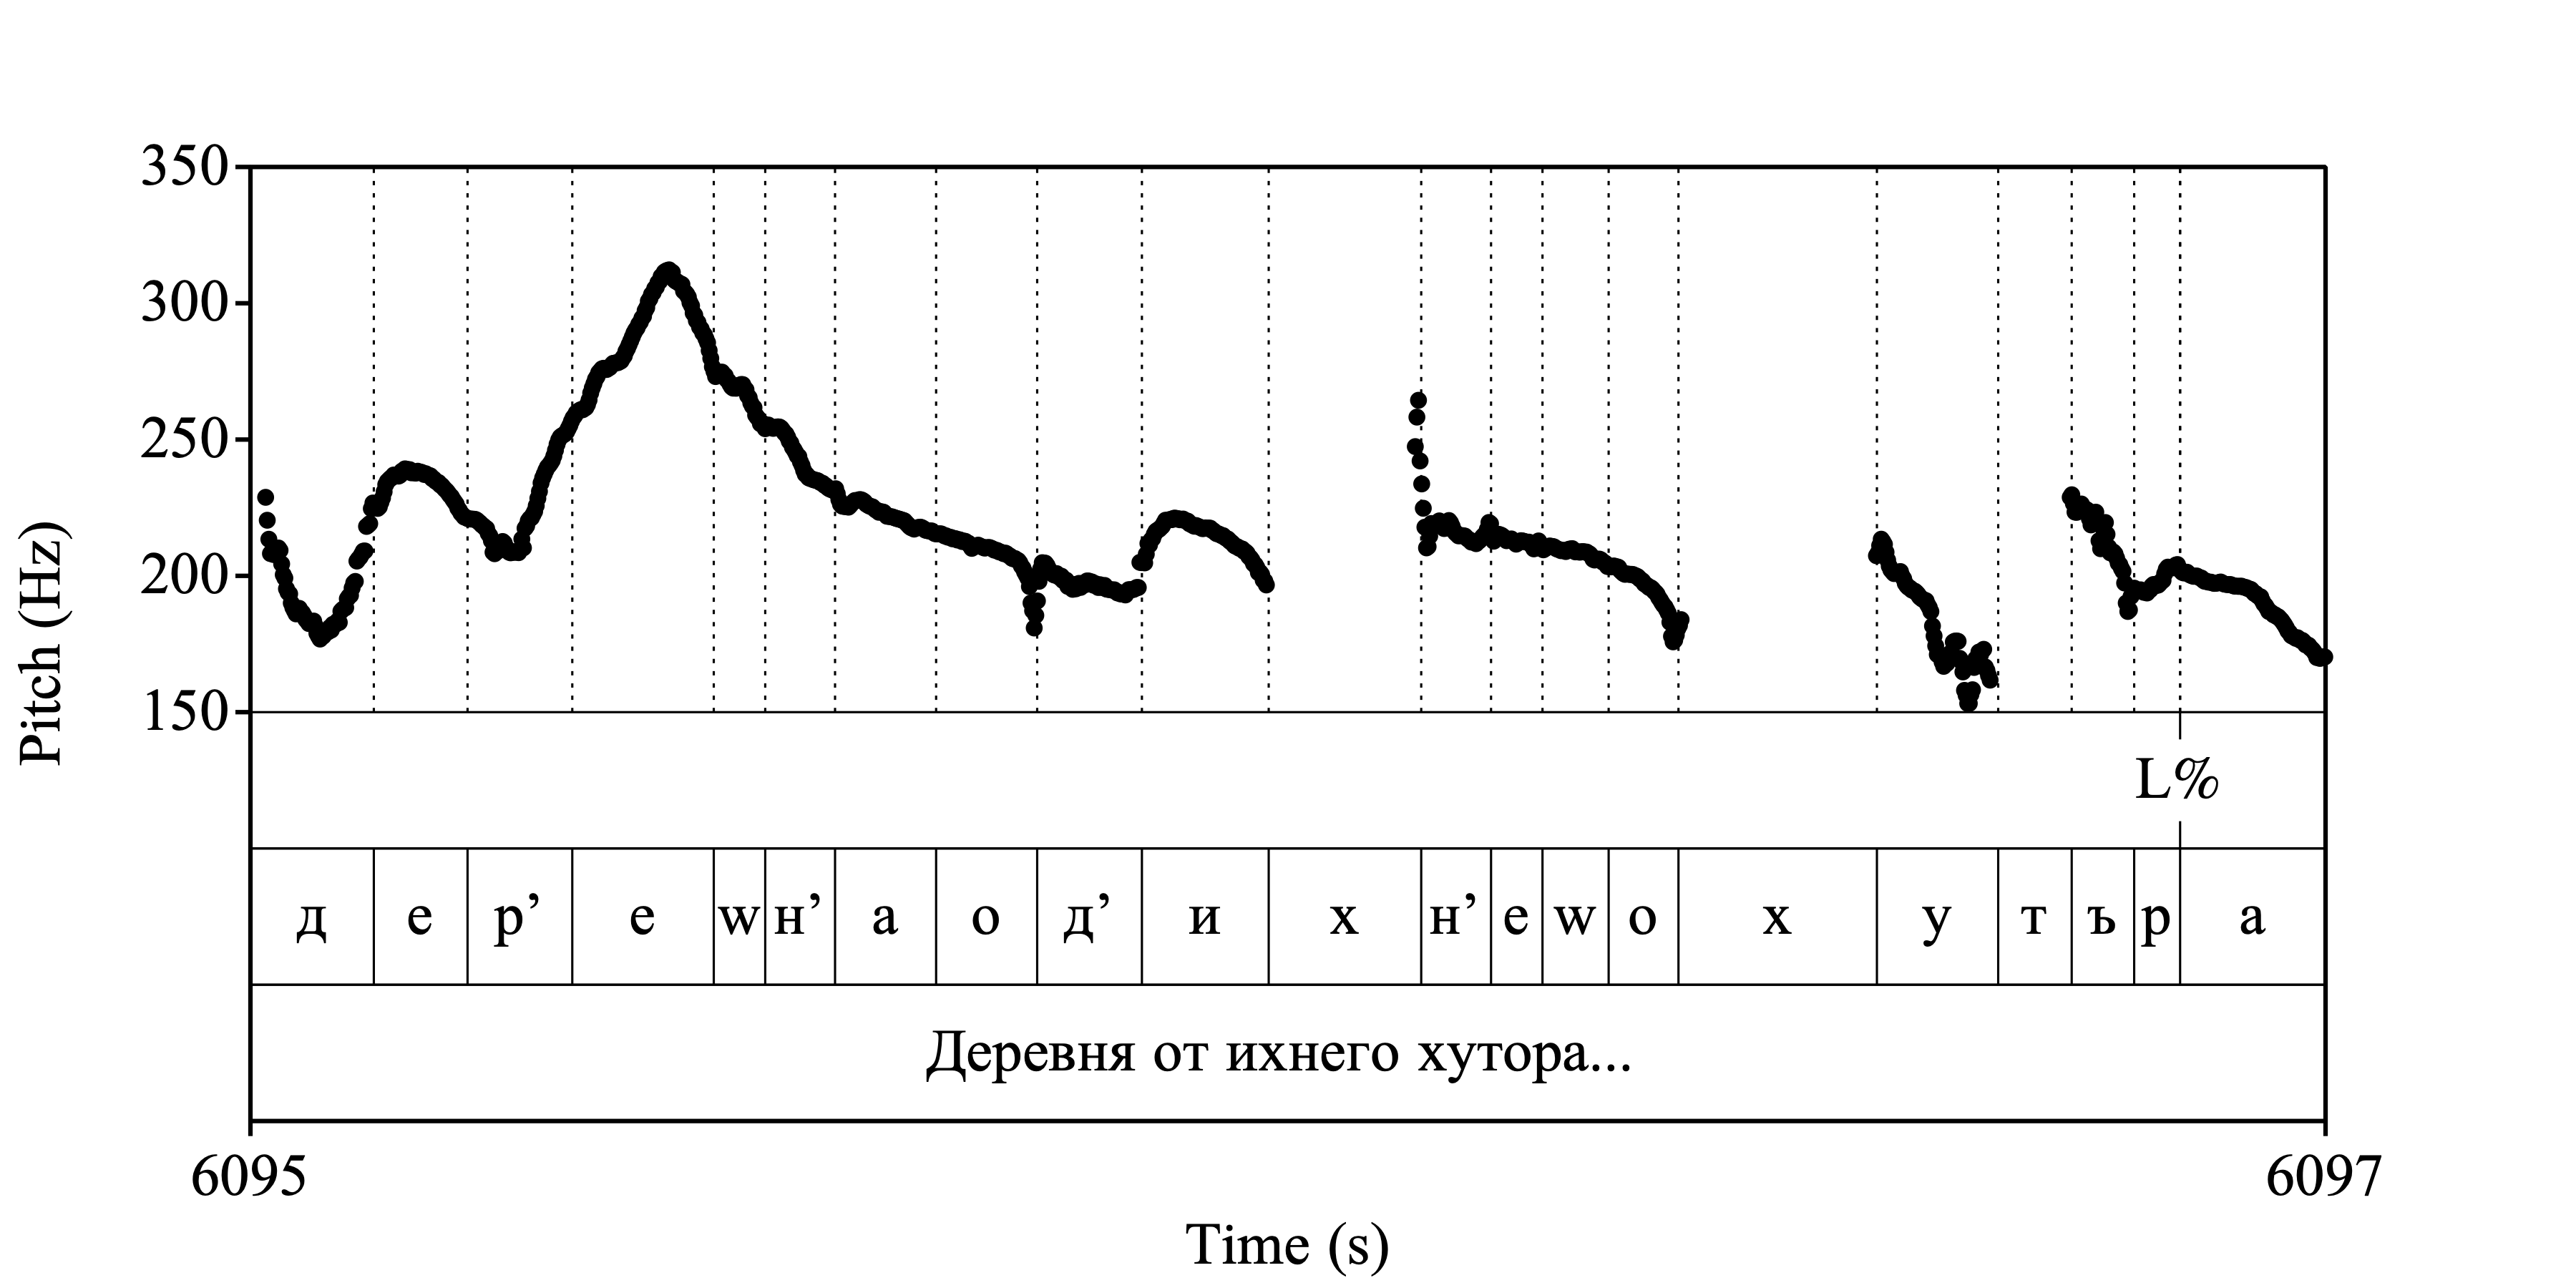 350
300
250
200
150
Pitch (Hz)
L%
д е р’ е w н’ а о д’ и х н’ е w о х у т ъ р а
Деревня от ихнего хутора...
6095 6097
Time (s)